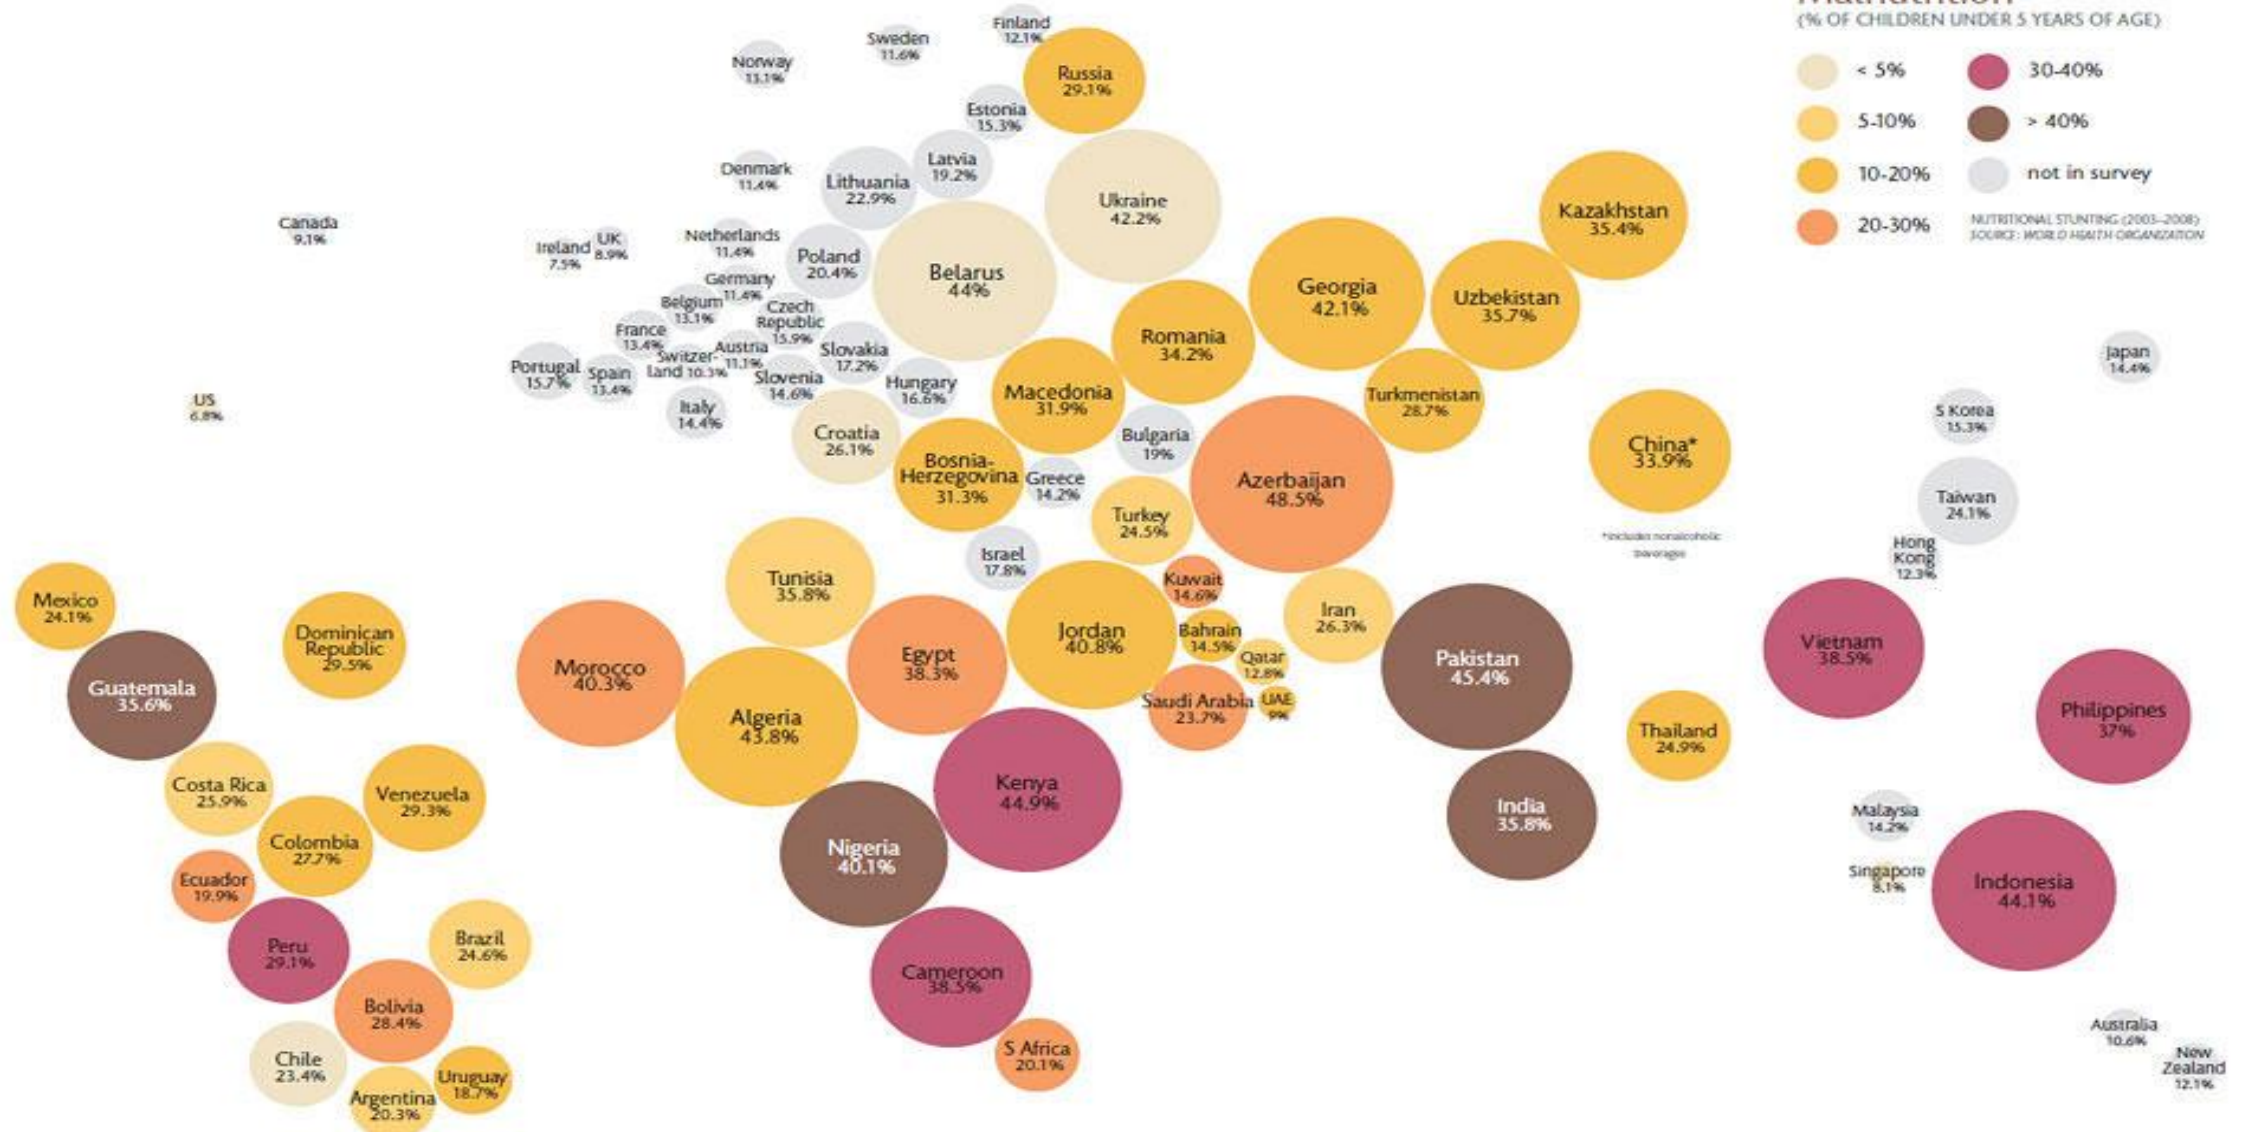 Malnutrition
(% OF CHILDREN UNDER 5 YEARS OF AGE)
< 5%
30-40%
5-10%
> 40%
10-20%
not in survey
20-30%
NUTRITIONAL STUNTING (2003–2008)
SOURCE: WORLD HEALTH ORGANIZATION
Finland
12.1%
Sweden
11.6%
Norway
13.1%
Russia
29.1%
Estonia
15.3%
Latvia
19.2%
Denmark
11.4%
Lithuania
22.9%
Ukraine
42.2%
Kazakhstan
35.4%
Canada
9.1%
Ireland
7.5%
UK
8.9%
Netherlands
11.4%
Poland
20.4%
Belarus
44%
Germany
11.4%
Belgium
13.1%
Czech
Republic
15.9%
Georgia
42.1%
Uzbekistan
35.7%
France
13.4%
Romania
34.2%
Switzer-
land 10.3%
Austria
11.1%
Slovakia
17.2%
Portugal
15.7%
Spain
13.4%
Slovenia
14.6%
Hungary
16.6%
Macedonia
31.9%
Turkmenistan
28.7%
Japan
14.4%
US
6.8%
Italy
14.4%
S Korea
15.3%
Croatia
26.1%
Bulgaria
19%
China*
33.9%
Bosnia-
Herzegovina
31.3%
Greece
14.2%
Azerbaijan
48.5%
Taiwan
24.1%
Turkey
24.5%
*includes nonalcoholic
beverages
Hong
Kong
12.3%
Israel
17.8%
Tunisia
35.8%
Kuwait
14.6%
Mexico
24.1%
Iran
26.3%
Dominican
Republic
29.5%
Jordan
40.8%
Bahrain
14.5%
Vietnam
38.5%
Morocco
40.3%
Egypt
38.3%
Qatar
12.8%
Pakistan
45.4%
Guatemala
35.6%
Saudi Arabia
23.7%
UAE
9%
Philippines
37%
Algeria
43.8%
Thailand
24.9%
Costa Rica
25.9%
Venezuela
29.3%
Kenya
44.9%
India
35.8%
Malaysia
14.2%
Colombia
27.7%
Nigeria
40.1%
Ecuador
19.9%
Singapore
8.1%
Indonesia
44.1%
Peru
29.1%
Brazil
24.6%
Cameroon
38.5%
Bolivia
28.4%
Australia
10.6%
Chile
23.4%
S Africa
20.1%
New
Zealand
12.1%
Uruguay
18.7%
Argentina
20.3%